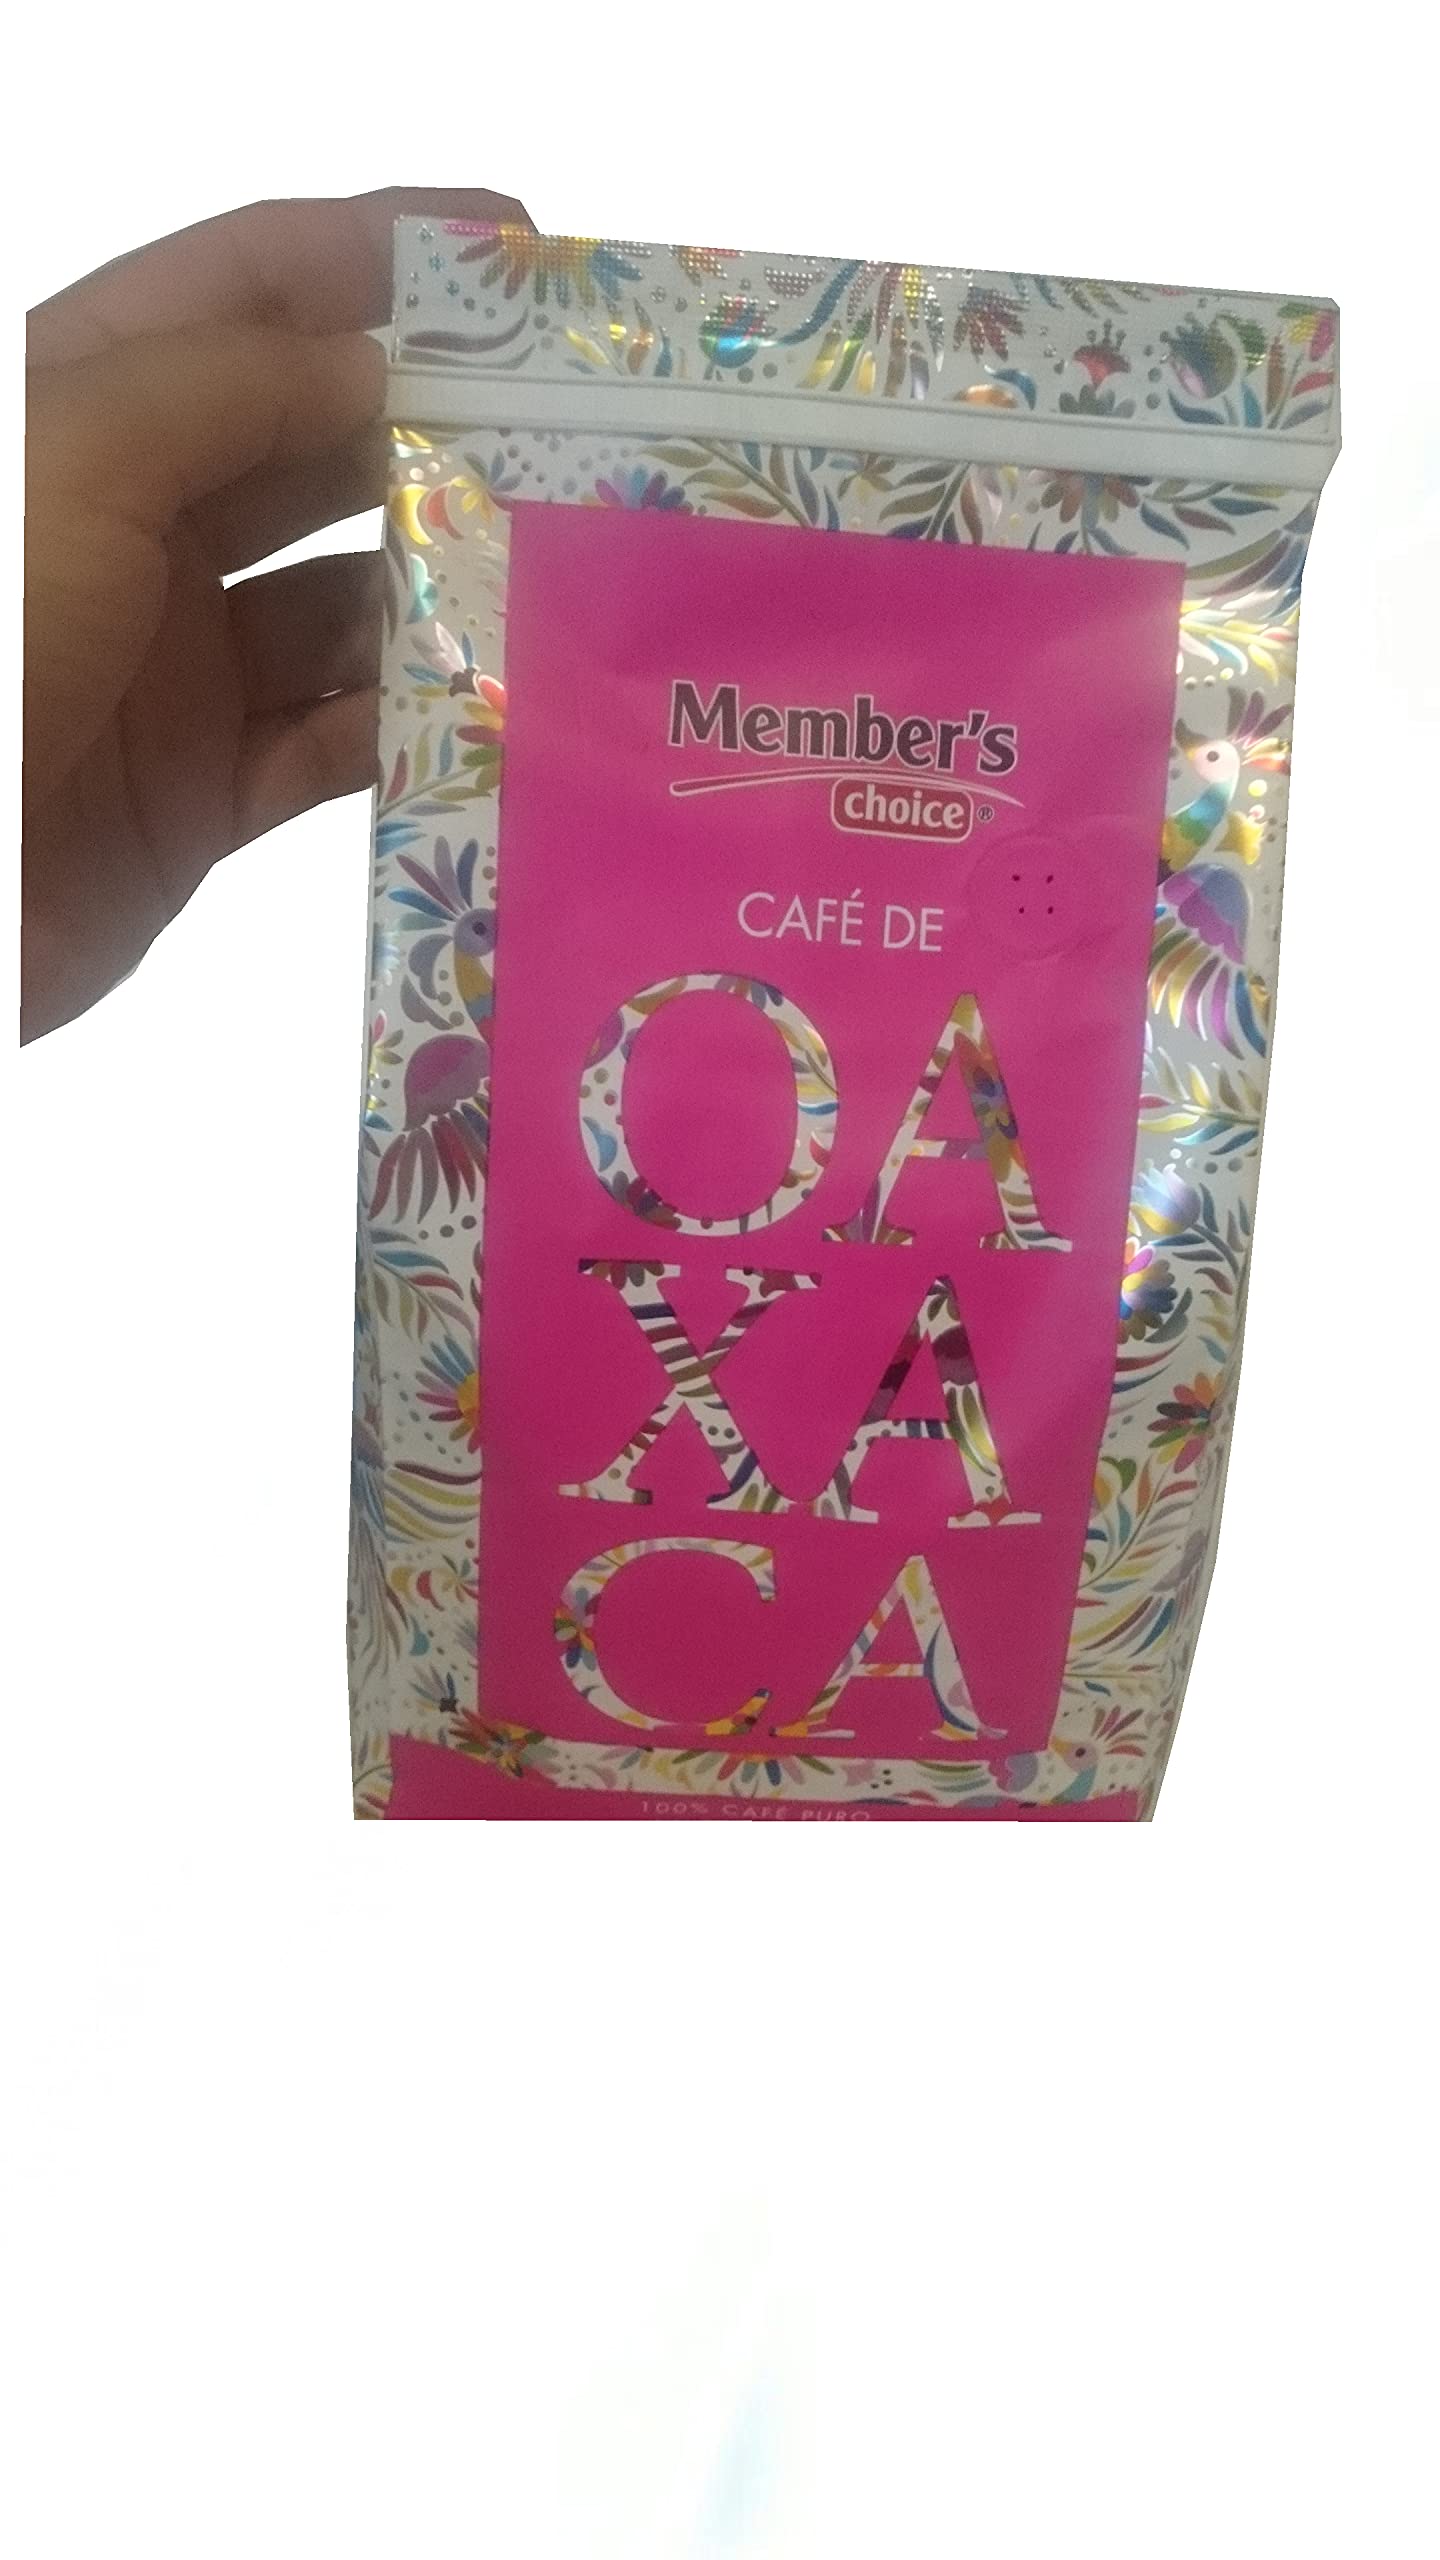 Member's
choice®
CAFÉ DE
OA
XA
CA
100% CAFÉ PURO